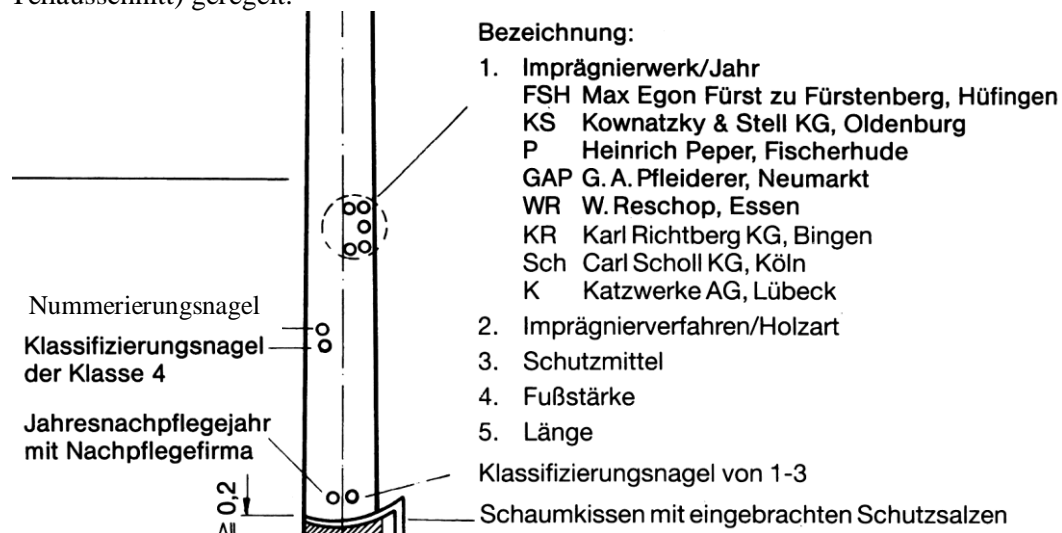 Teilausschnitt) geregelt.
Bezeichnung:
1. Imprägnierwerk/Jahr
FSH Max Egon Fürst zu Fürstenberg, Hüfingen
KS Kownatzky & Stell KG, Oldenburg
P Heinrich Peper, Fischerhude
GAP G. A. Pfleiderer, Neumarkt
WR W. Reschop, Essen
KR Karl Richtberg KG, Bingen
Sch Carl Scholl KG, Köln
K Katzwerke AG, Lübeck
2. Imprägnierverfahren/Holzart
3. Schutzmittel
4. Fußstärke
5. Länge
Klassifizierungsnagel von 1-3
Schaumkissen mit eingebrachten Schutzsalzen
Nummerierungsnagel
Klassifizierungsnagel
der Klasse 4
Jahresnachpflegejahr
mit Nachpflegefirma
≥ 0,2